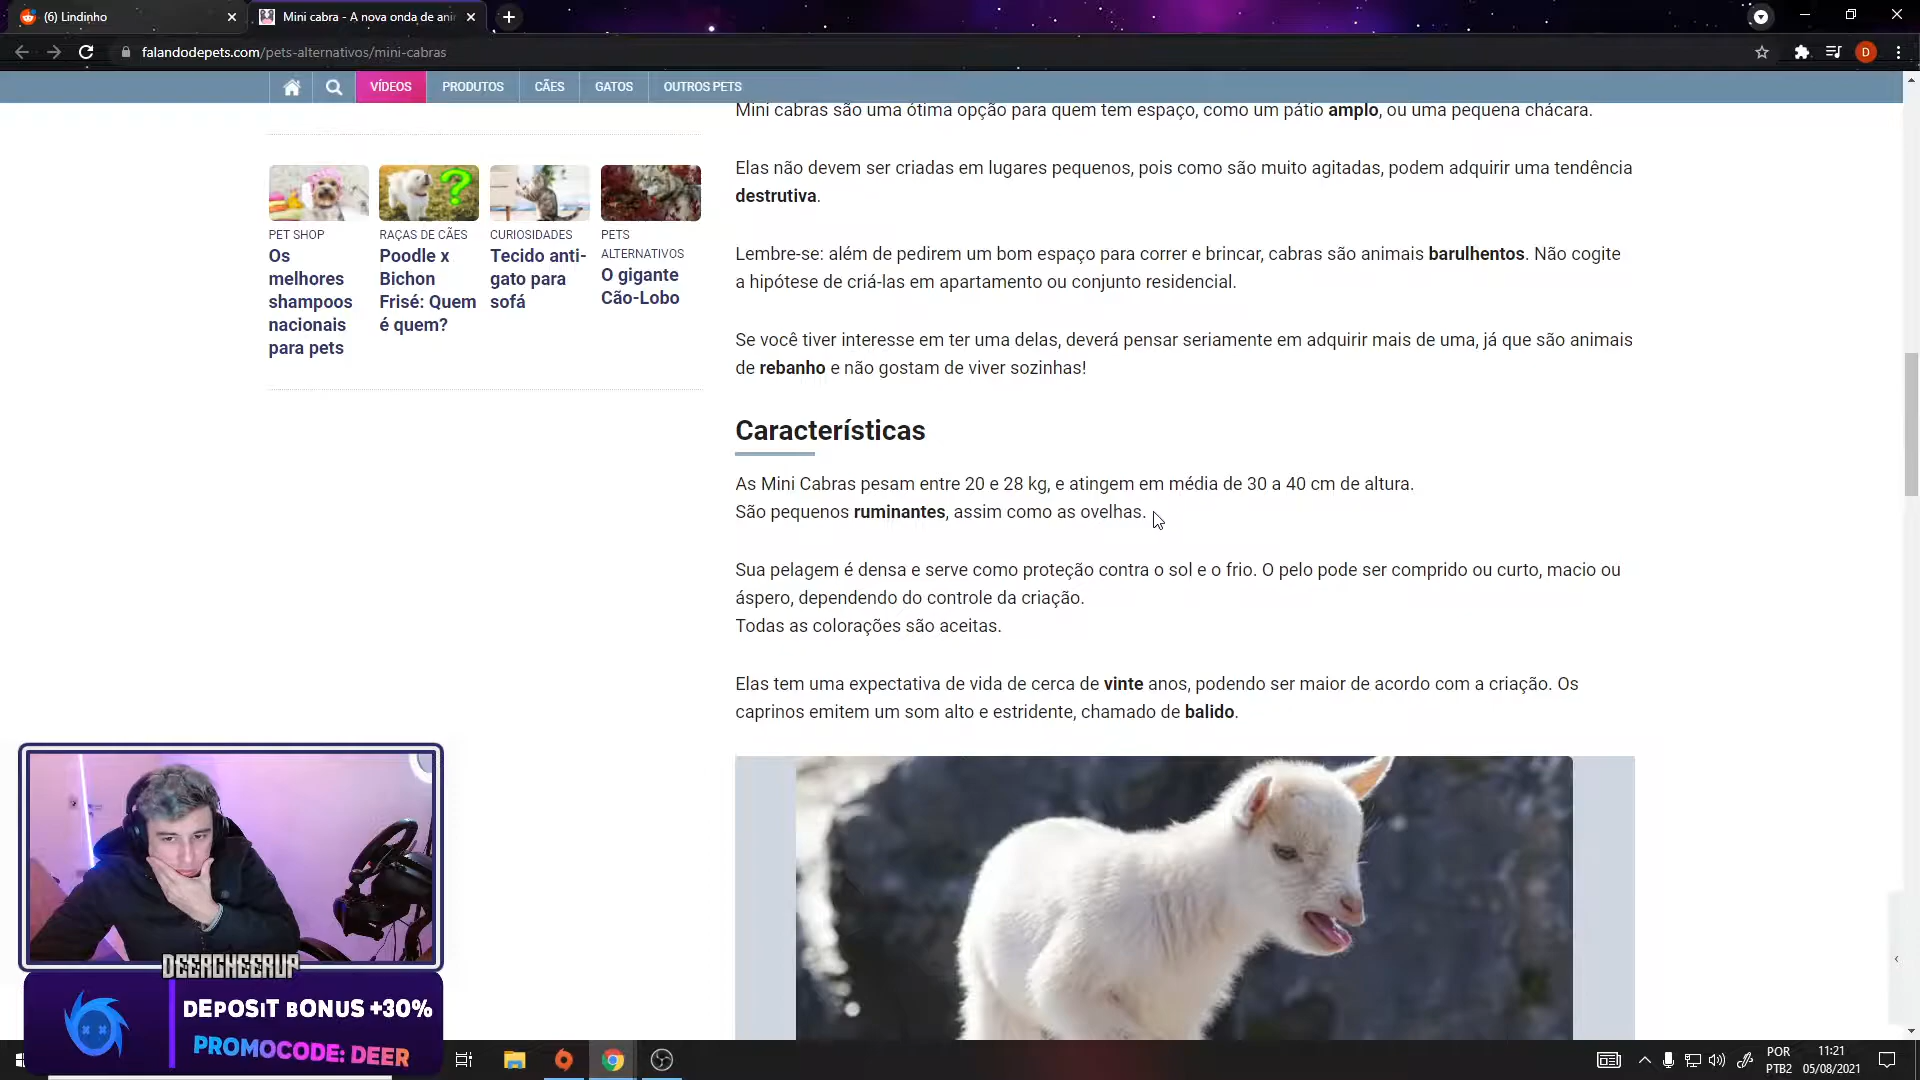 (6) Lindinho
Mini cabra - A nova onda de ani
falandodepets.com/pets-alternativos/mini-cabras
D
VÍDEOS PRODUTOS CÃES GATOS OUTROS PETS
PET SHOP
Os
melhores
shampoos
nacionais
para pets
RAÇAS DE CÃES
Poodle x
Bichon
Frisé: Quem
é quem?
CURIOSIDADES
Tecido anti-
gato para
sofá
PETS
ALTERNATIVOS
O gigante
Cão-Lobo
Mini cabras são uma ótima opção para quem tem espaço, como um pátio amplo, ou uma pequena chácara.
Elas não devem ser criadas em lugares pequenos, pois como são muito agitadas, podem adquirir uma tendência
destrutiva.
Lembre-se: além de pedirem um bom espaço para correr e brincar, cabras são animais barulhentos. Não cogite
a hipótese de criá-las em apartamento ou conjunto residencial.
Se você tiver interesse em ter uma delas, deverá pensar seriamente em adquirir mais de uma, já que são animais
de rebanho e não gostam de viver sozinhas!
Características
As Mini Cabras pesam entre 20 e 28 kg, e atingem em média de 30 a 40 cm de altura.
São pequenos ruminantes, assim como as ovelhas.
Sua pelagem é densa e serve como proteção contra o sol e o frio. O pelo pode ser comprido ou curto, macio ou
áspero, dependendo do controle da criação.
Todas as colorações são aceitas.
Elas tem uma expectativa de vida de cerca de vinte anos, podendo ser maior de acordo com a criação. Os
caprinos emitem um som alto e estridente, chamado de balido.
DEERCHEERUP
DEPOSIT BONUS +30%
PROMOCODE: DEER
POR
PTB2
11:21
05/08/2021